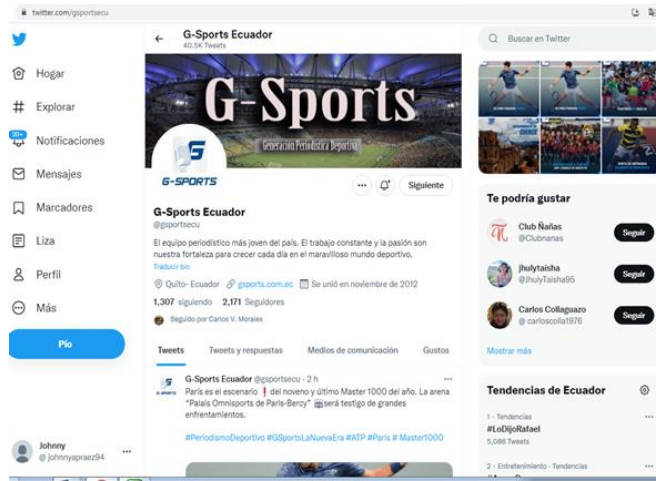 twitter.com/gsportsecu
Hogar
Explorar
20+
Notificaciones
Mensajes
Marcadores
Liza
Perfil
Más
Pío
Johnny
@johnnyapraez94
G-Sports Ecuador
40.5K Tweets
G-Sports
Generación Periodística Deportiva
G-SPORTS
Siguiente
G-Sports Ecuador
@gsportsecu
El equipo periodístico más joven del país. El trabajo constante y la pasión son
nuestra fortaleza para crecer cada día en el maravilloso mundo deportivo.
Traducir bio
Quito- Ecuador gsports.com.ec Se unió en noviembre de 2012
1,307 siguiendo 2,171 Seguidores
Seguido por Carlos V. Morales
Tweets Tweets y respuestas Medios de comunicación Gustos
G-Sports Ecuador @gsportsecu · 2 h
París es el escenario ❗ del noveno y último Master 1000 del año. La arena
"Palais Omnisports de Paris-Bercy" será testigo de grandes
enfrentamientos.
#PeriodismoDeportivo #GSportsLaNuevaEra #ATP #Paris # Master1000
Buscar en Twitter
Te podría gustar
Club Ñañas
@Clubnanas
Seguir
jhulytaisha
@JhulyTaisha95
Seguir
Carlos Collaguazo
@ carloscolla1976
Seguir
Mostrar más
Tendencias de Ecuador
1 - Tendencias
#LoDijoRafael
5,086 Tweets
2 - Entretenimiento - Tendencias